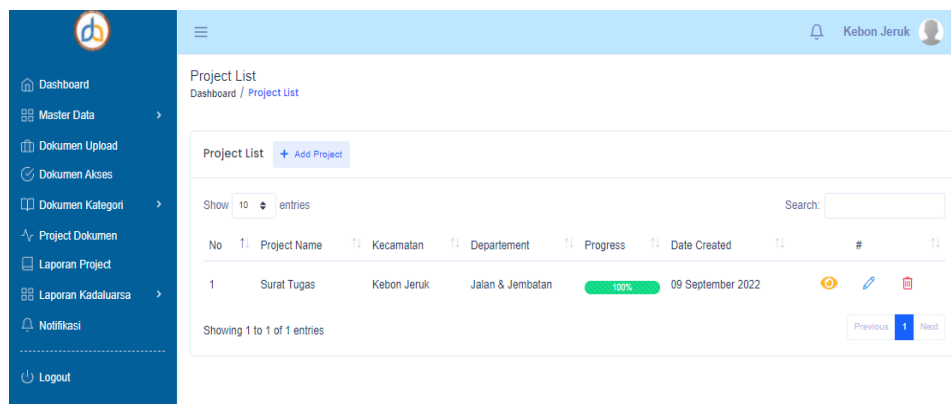 Kebon Jeruk
Dashboard
Master Data
Dokumen Upload
Dokumen Akses
Dokumen Kategori
Project Dokumen
Laporan Project
Laporan Kadaluarsa
Notifikasi
Logout
Project List
Dashboard / Project List
Project List + Add Project
Show 10 entries Search:
No Project Name Kecamatan Departement Progress Date Created #
1 Surat Tugas Kebon Jeruk Jalan & Jembatan 100% 09 September 2022
Showing 1 to 1 of 1 entries Previous 1 Next